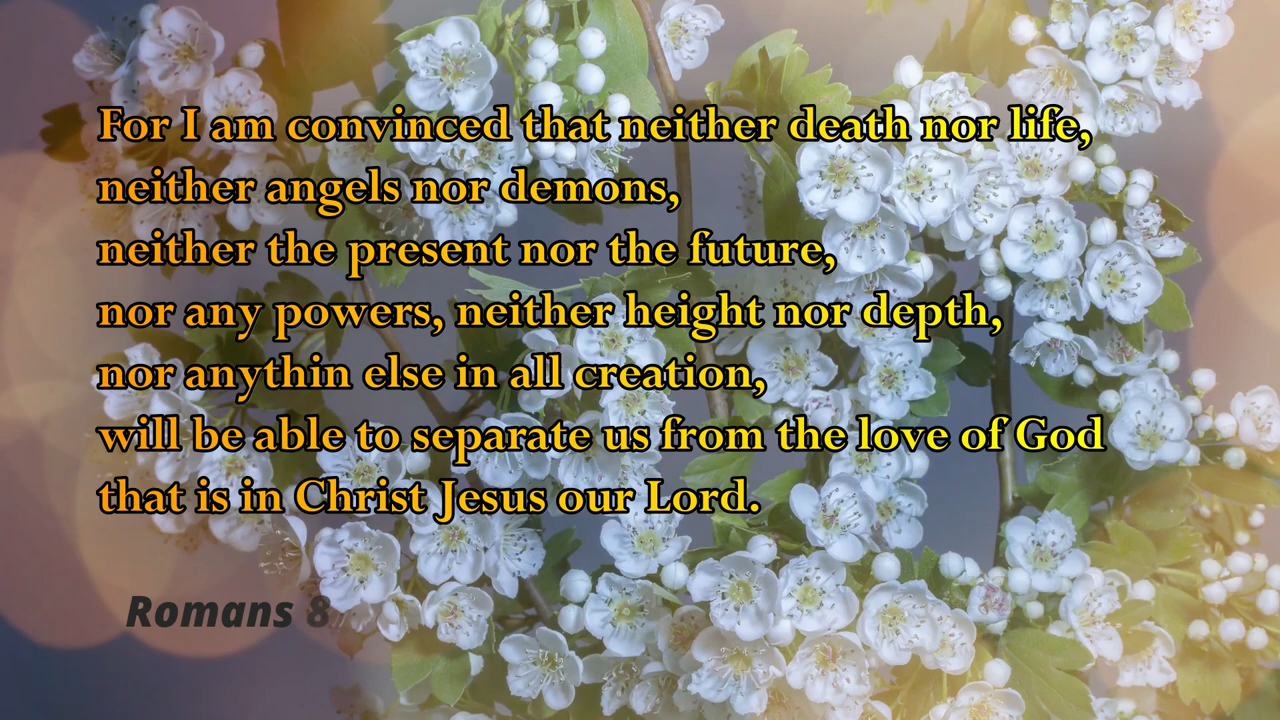 For I am convinced that neither death nor life,
neither angels nor demons,
neither the present nor the future,
nor any powers, neither height nor depth,
nor anythin else in all creation,
will be able to separate us from the love of God
that is in Christ Jesus our Lord.
Romans 8